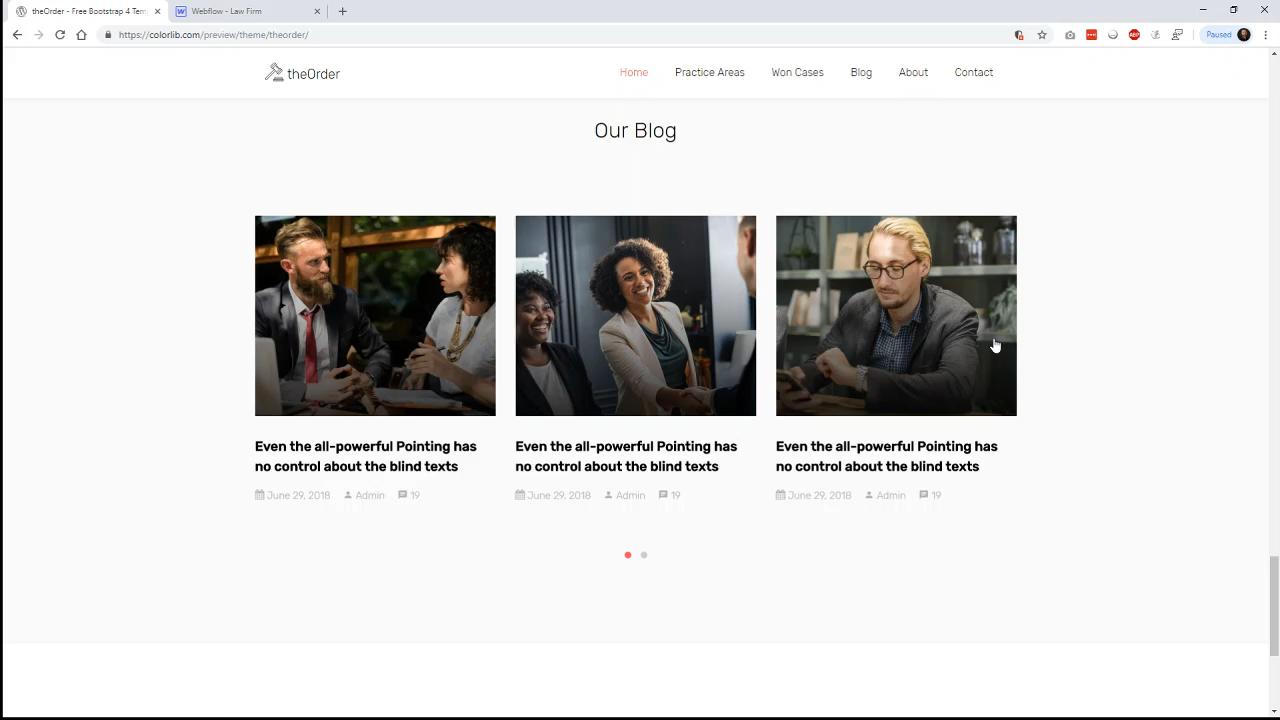 theOrder - Free Bootstrap 4 Tem
Webflow - Law Firm
https://colorlib.com/preview/theme/theorder/
ABP
Paused
theOrder
Home Practice Areas Won Cases Blog About Contact
Our Blog
Even the all-powerful Pointing has
no control about the blind texts
June 29, 2018 Admin 19
Even the all-powerful Pointing has
no control about the blind texts
June 29, 2018 Admin 19
Even the all-powerful Pointing has
no control about the blind texts
June 29, 2018 Admin 19